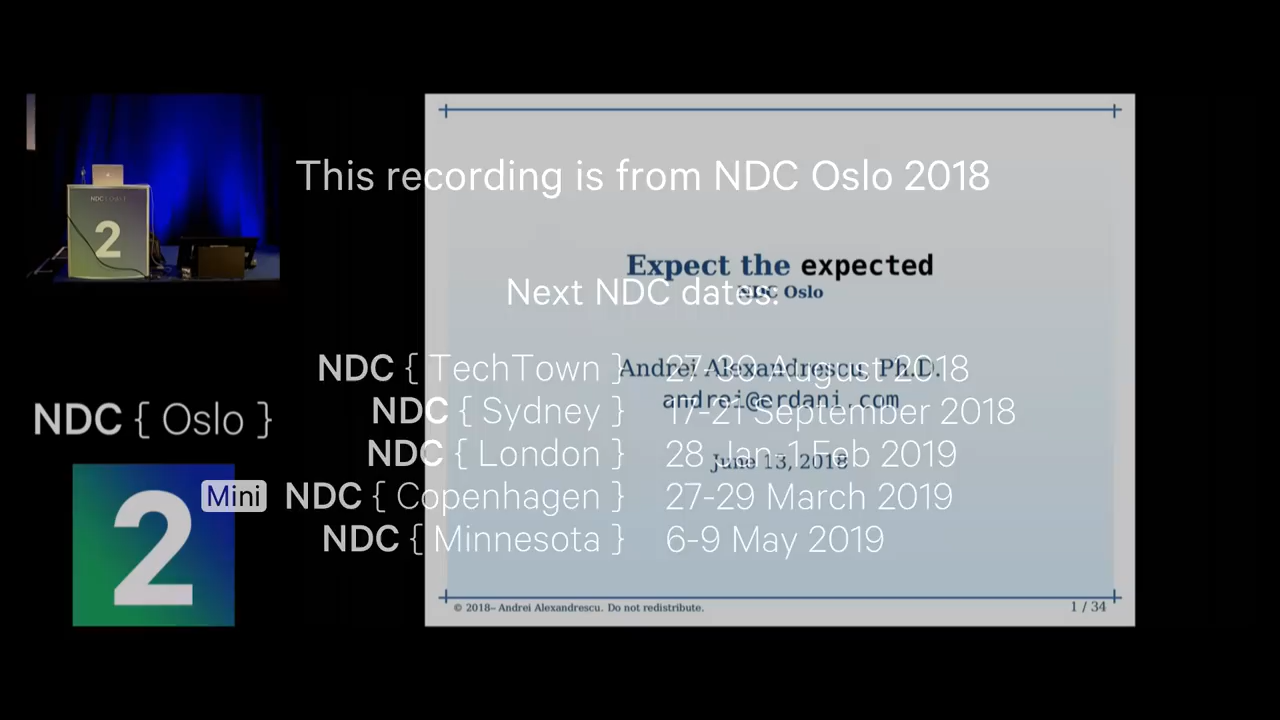 This recording is from NDC Oslo 2018
Expect the expected
NDC Oslo
Next NDC dates:
Andrei Alexandrescu, Ph.D.
andrei@erdani.com
June 13, 2018
NDC { TechTown } 27-30 August 2018
NDC { Sydney } 17-21 September 2018
NDC { London } 28 Jan-1 Feb 2019
Mini NDC { Copenhagen } 27-29 March 2019
NDC { Minnesota } 6-9 May 2019
NDC { Oslo }
2
2
© 2018– Andrei Alexandrescu. Do not redistribute.
1 / 34